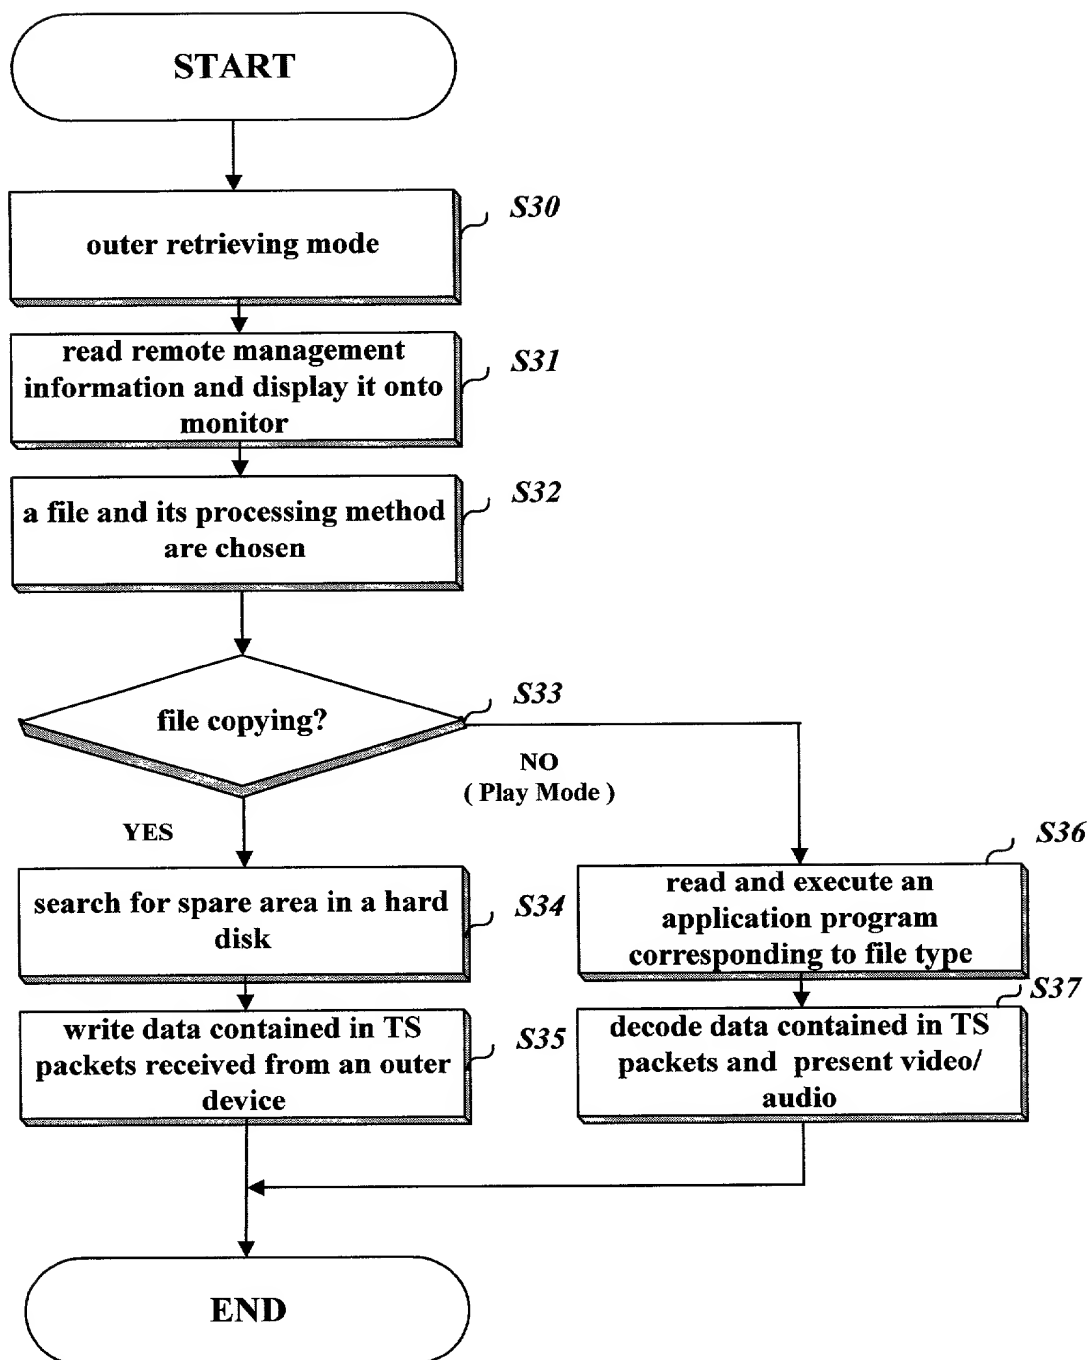 START
S30
outer retrieving mode
S31
read remote management
information and display it onto
monitor
S32
a file and its processing method
are chosen
S33
file copying?
NO
( Play Mode )
YES
S34
search for spare area in a hard
disk
S35
write data contained in TS
packets received from an outer
device
S36
read and execute an
application program
corresponding to file type
S37
decode data contained in TS
packets and present video/
audio
END